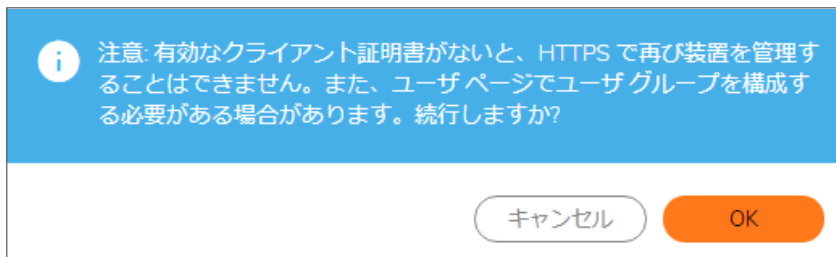 注意: 有効なクライアント証明書がないと、HTTPS で再び装置を管理す
ることはできません。また、ユーザ ページでユーザ グループを構成す
る必要がある場合があります。続行しますか?
キャンセル
OK